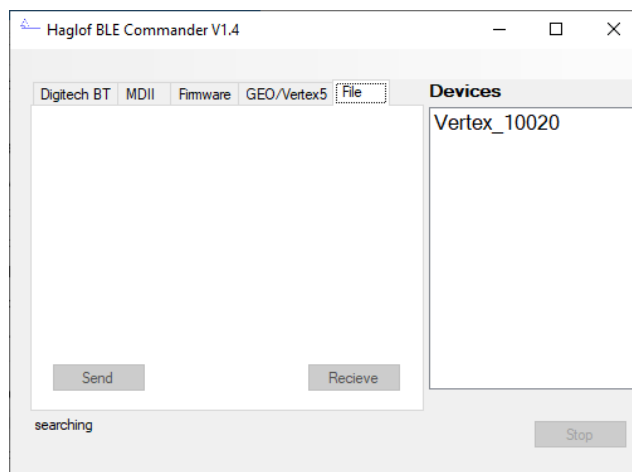 Haglof BLE Commander V1.4
Digitech BT MDII Firmware GEO/Vertex5 File
Devices
Vertex_10020
Send Recieve
searching
Stop